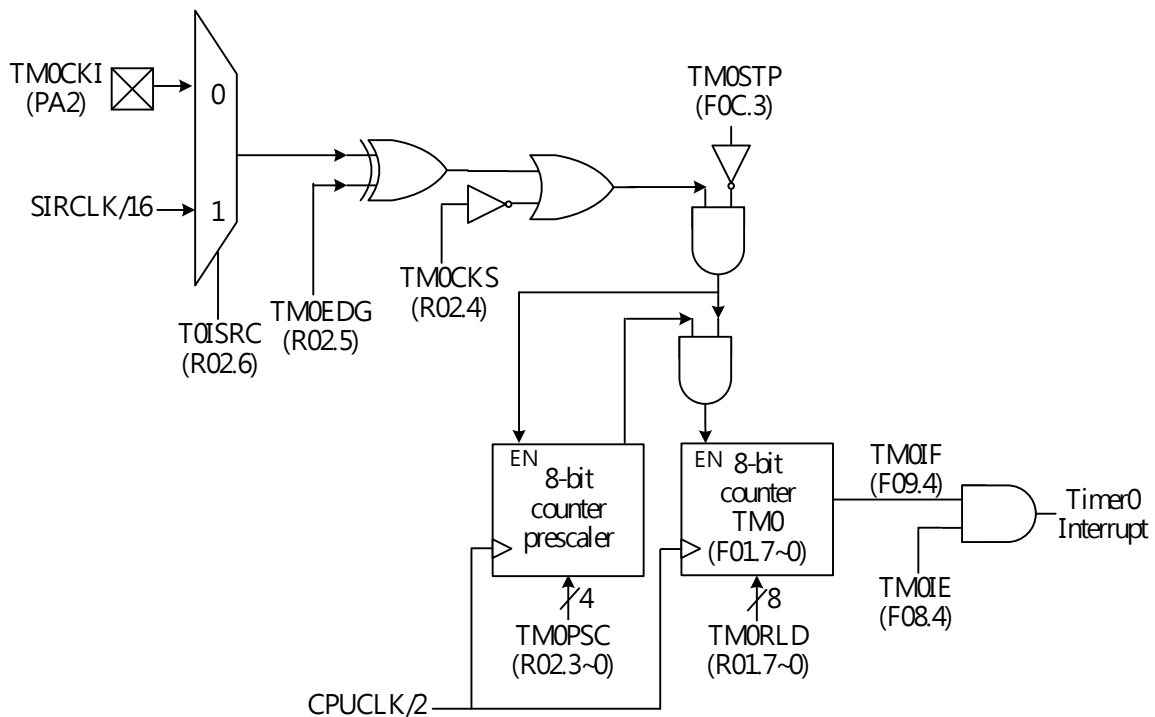 TM0CKI
(PA2)
0
SIRCLK/16
1
T0ISRC
(R02.6)
TM0EDG
(R02.5)
TM0CKS
(R02.4)
TM0STP
(F0C.3)
EN
8-bit
counter
prescaler
4
TM0PSC
(R02.3~0)
EN
8-bit
counter
TM0
(F01.7~0)
8
TM0RLD
(R01.7~0)
CPUCLK/2
TM0IF
(F09.4)
TM0IE
(F08.4)
Timer0
Interrupt